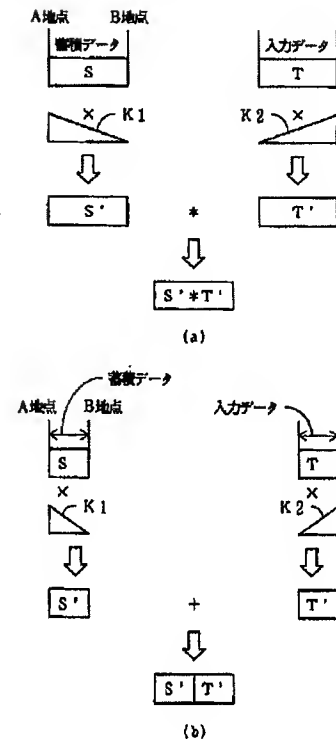 A地点 B地点
蓄積データ 入力データ
S T
× K1 K2 ×
S' * T'
S'*T'
(a)
蓄積データ
A地点 B地点 入力データ
S T
× ×
K1 K2
S' + T'
S' T'
(b)